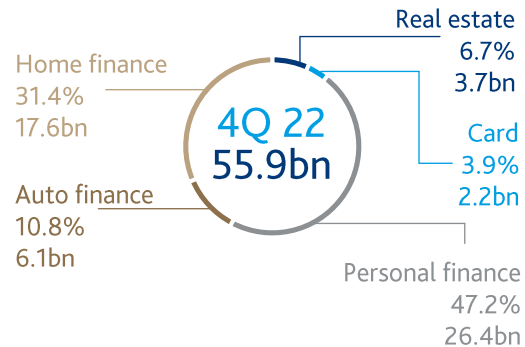 Real estate
6.7%
3.7bn
Home finance
31.4%
17.6bn
4Q 22
55.9bn
Card
3.9%
2.2bn
Auto finance
10.8%
6.1bn
Personal finance
47.2%
26.4bn